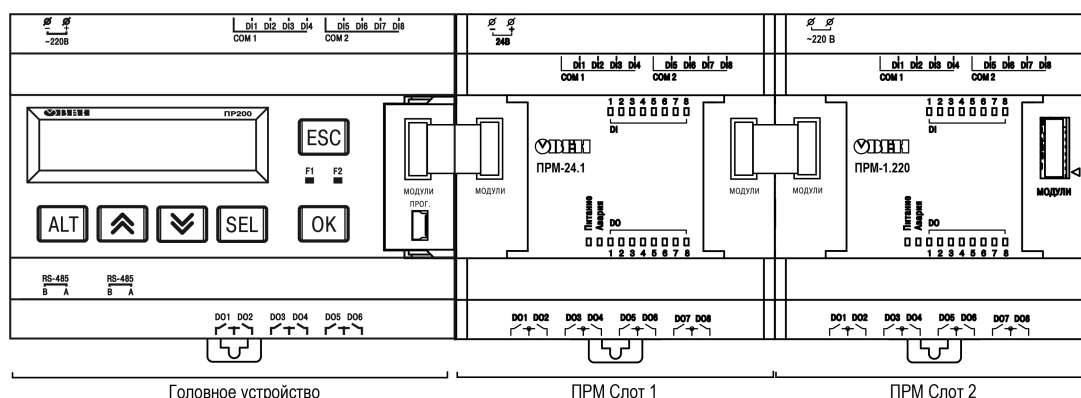 - +
~220В
DI1 DI2 DI3 DI4 DI5 DI6 DI7 DI8
COM 1 COM 2
- +
24В
DI1 DI2 DI3 DI4 DI5 DI6 DI7 DI8
COM 1 COM 2
~220 В
DI1 DI2 DI3 DI4 DI5 DI6 DI7 DI8
COM 1 COM 2
ОВЕН ПР200
ESC
F1 F2
ALT SEL OK
МОДУЛИ
ПРОГ.
МОДУЛИ
1 2 3 4 5 6 7 8
DI
ОВЕН
ПРМ-24.1
Питание
Авария
DO
1 2 3 4 5 6 7 8
МОДУЛИ
МОДУЛИ
1 2 3 4 5 6 7 8
DI
ОВЕН
ПРМ-1.220
Питание
Авария
DO
1 2 3 4 5 6 7 8
МОДУЛИ
RS-485 RS-485
B A B A
DO1 DO2 DO3 DO4 DO5 DO6
DO1 DO2 DO3 DO4 DO5 DO6 DO7 DO8
DO1 DO2 DO3 DO4 DO5 DO6 DO7 DO8
Головное устройство
ПРМ Слот 1
ПРМ Слот 2